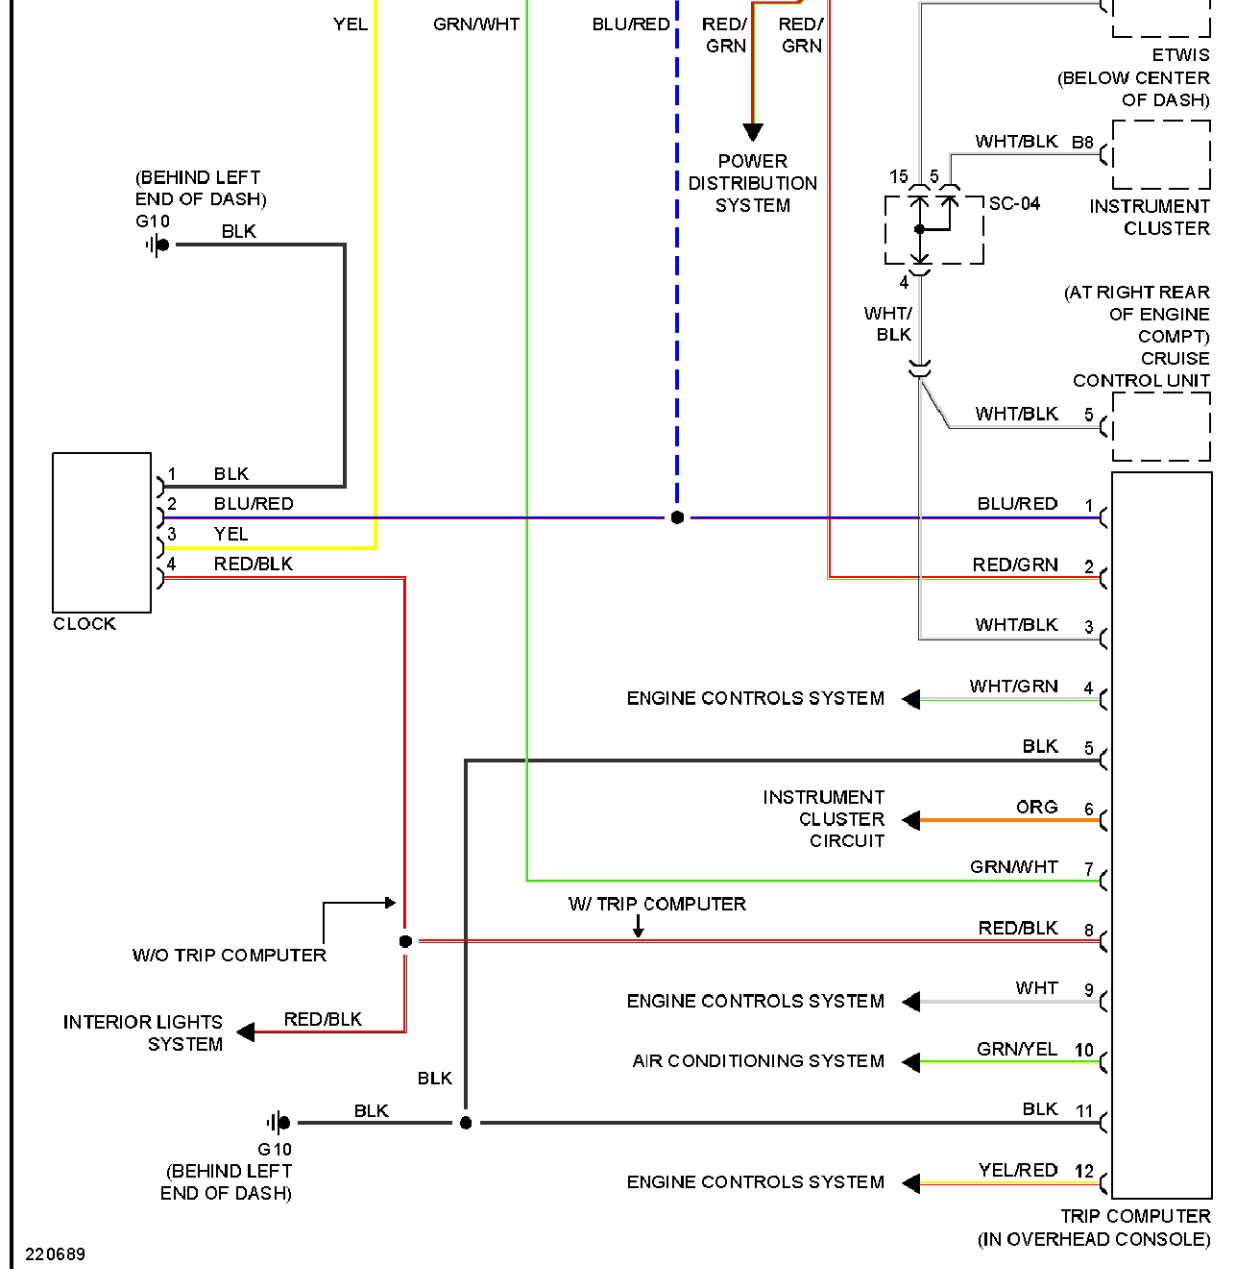 YEL
GRN/WHT
BLU/RED
RED/
GRN
RED/
GRN
ETWIS
(BELOW CENTER
OF DASH)
POWER
DISTRIBUTION
SYSTEM
WHT/BLK B8
INSTRUMENT
CLUSTER
15 5
SC-04
4
WHT/
BLK
(AT RIGHT REAR
OF ENGINE
COMPT)
CRUISE
CONTROL UNIT
WHT/BLK 5
(BEHIND LEFT
END OF DASH)
G10
BLK
1 BLK
2 BLU/RED
3 YEL
4 RED/BLK
CLOCK
BLU/RED 1
RED/GRN 2
WHT/BLK 3
ENGINE CONTROLS SYSTEM
WHT/GRN 4
BLK 5
INSTRUMENT
CLUSTER
CIRCUIT
ORG 6
GRN/WHT 7
W/ TRIP COMPUTER
RED/BLK 8
W/O TRIP COMPUTER
ENGINE CONTROLS SYSTEM
WHT 9
INTERIOR LIGHTS
SYSTEM
RED/BLK
AIR CONDITIONING SYSTEM
GRN/YEL 10
BLK
BLK
BLK 11
G10
(BEHIND LEFT
END OF DASH)
ENGINE CONTROLS SYSTEM
YEL/RED 12
TRIP COMPUTER
(IN OVERHEAD CONSOLE)
220689